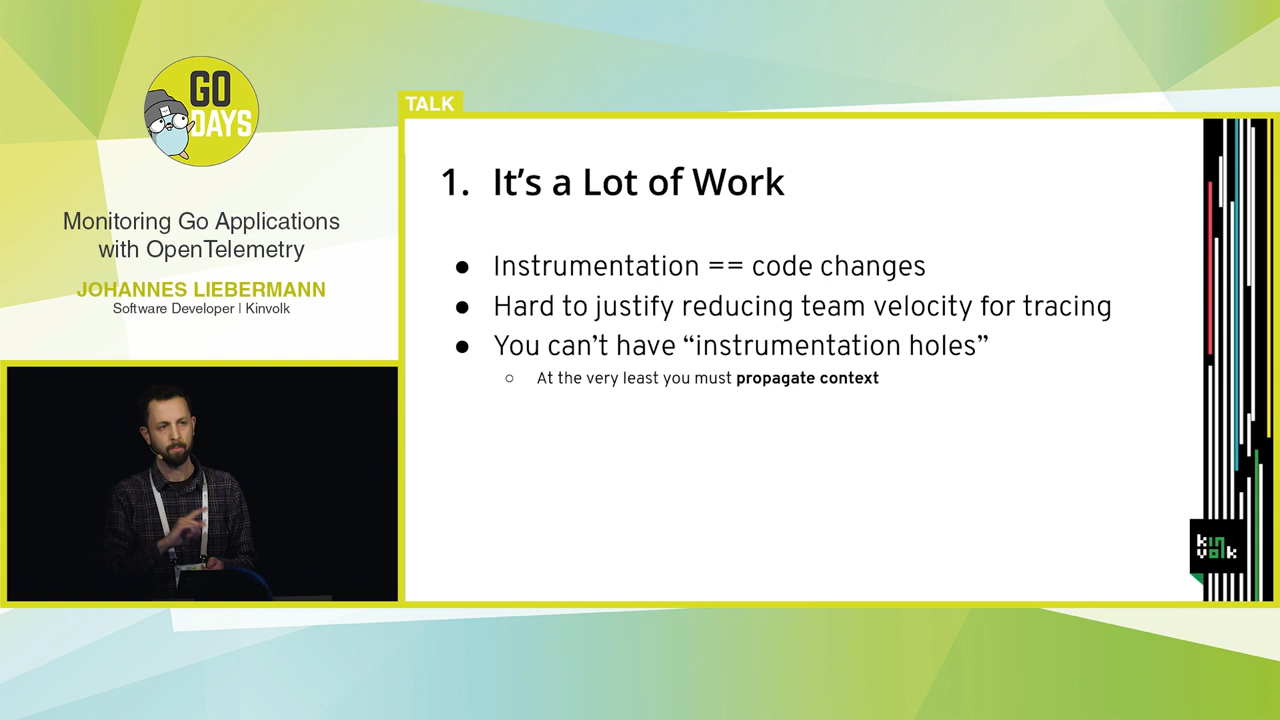 GO
DAYS
Monitoring Go Applications
with OpenTelemetry
JOHANNES LIEBERMANN
Software Developer | Kinvolk
TALK
1. It's a Lot of Work
● Instrumentation == code changes
● Hard to justify reducing team velocity for tracing
● You can't have “instrumentation holes”
○ At the very least you must propagate context
kin
volk